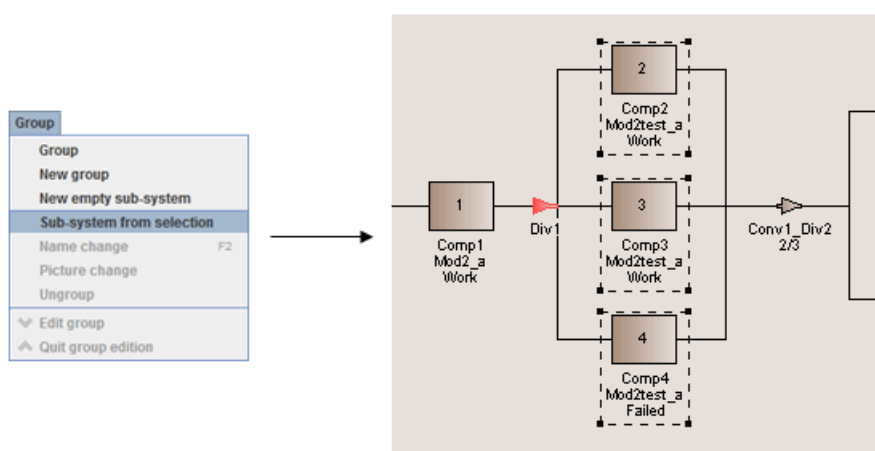 Group
Group
New group
New empty sub-system
Sub-system from selection
Name change F2
Picture change
Ungroup
Edit group
Quit group edition
2
Comp2
Mod2test_a
Work
1
Comp1
Mod2_a
Work
Div1
3
Comp3
Mod2test_a
Work
Conv1_Div2
2/3
4
Comp4
Mod2test_a
Failed